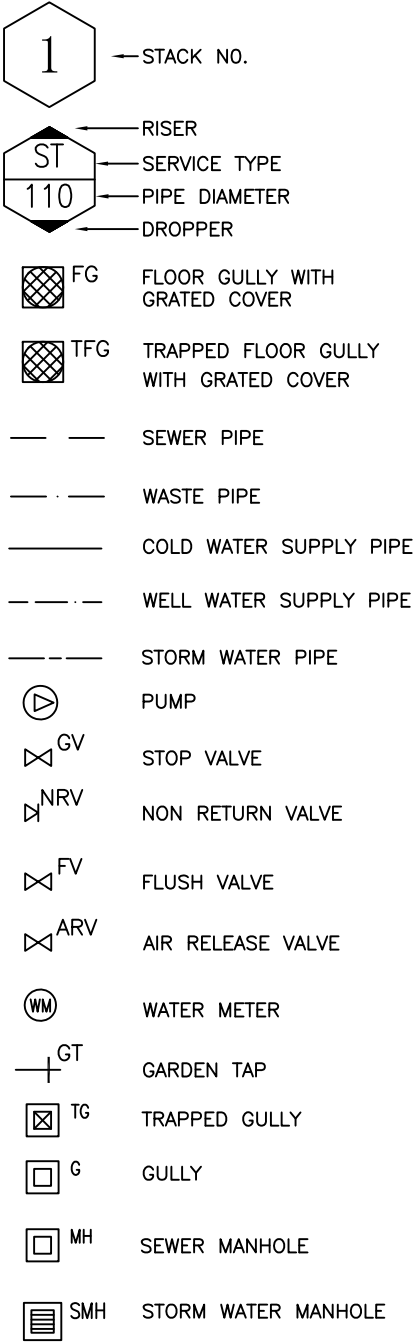 1
STACK NO.
RISER
ST
SERVICE TYPE
110
PIPE DIAMETER
DROPPER
FG
FLOOR GULLY WITH
GRATED COVER
TFG
TRAPPED FLOOR GULLY
WITH GRATED COVER
SEWER PIPE
WASTE PIPE
COLD WATER SUPPLY PIPE
WELL WATER SUPPLY PIPE
STORM WATER PIPE
PUMP
GV
STOP VALVE
NRV
NON RETURN VALVE
FV
FLUSH VALVE
ARV
AIR RELEASE VALVE
WM
WATER METER
GT
GARDEN TAP
TG
TRAPPED GULLY
G
GULLY
MH
SEWER MANHOLE
SMH
STORM WATER MANHOLE